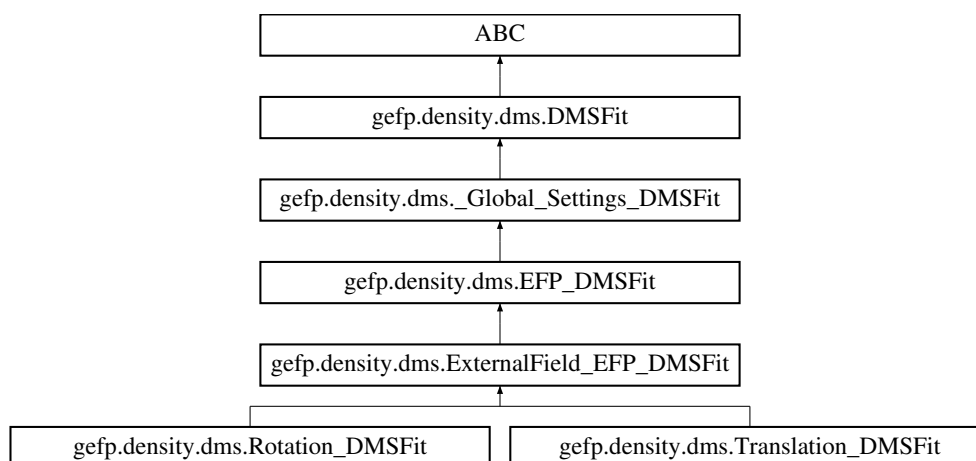 ABC
gefp.density.dms.DMSFit
gefp.density.dms._Global_Settings_DMSFit
gefp.density.dms.EFP_DMSFit
gefp.density.dms.ExternalField_EFP_DMSFit
gefp.density.dms.Rotation_DMSFit
gefp.density.dms.Translation_DMSFit